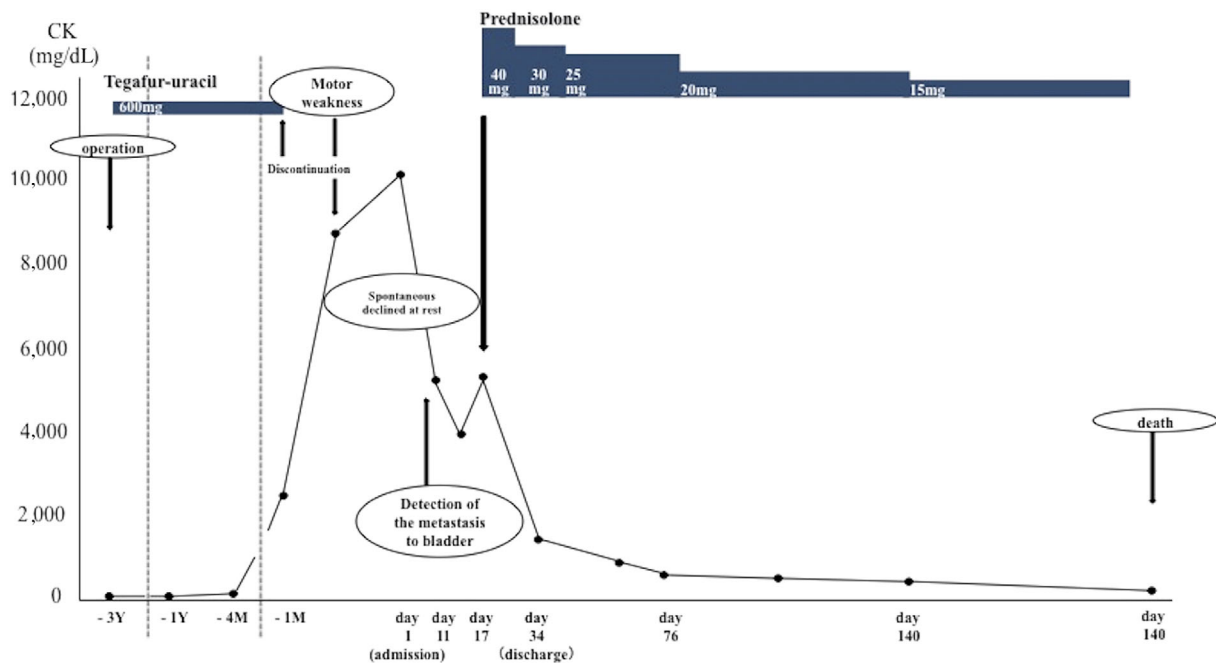 CK
(mg/dL)
Prednisolone
40
mg
30
mg
25
mg
20mg
15mg
Tegafur-uracil
600mg
Motor
weakness
12,000
operation
Discontinuation
10,000
8,000
Spontaneous
declined at rest
6,000
4,000
death
Detection of
the metastasis
to bladder
2,000
0
- 3Y
- 1Y
- 4M
- 1M
day
1
(admission)
day
11
day
17
day
34
(discharge)
day
76
day
140
day
140